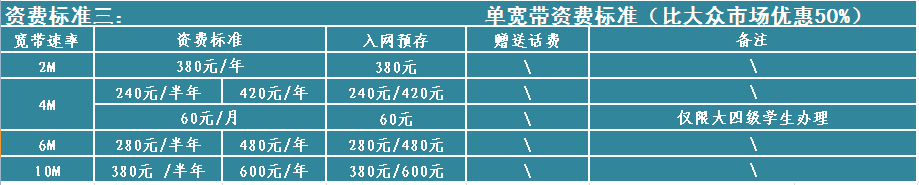 资费标准三： 单宽带资费标准（比大众市场优惠50%）
宽带速率 资费标准 入网预存 赠送话费 备注
2M 380元/年 380元 \ \
4M 240元/半年 420元/年 240元/420元 \ \
60元/月 60元 \ 仅限大四级学生办理
6M 280元/半年 480元/年 280元/480元 \ \
10M 380元 /半年 600元/年 380元/600元 \ \